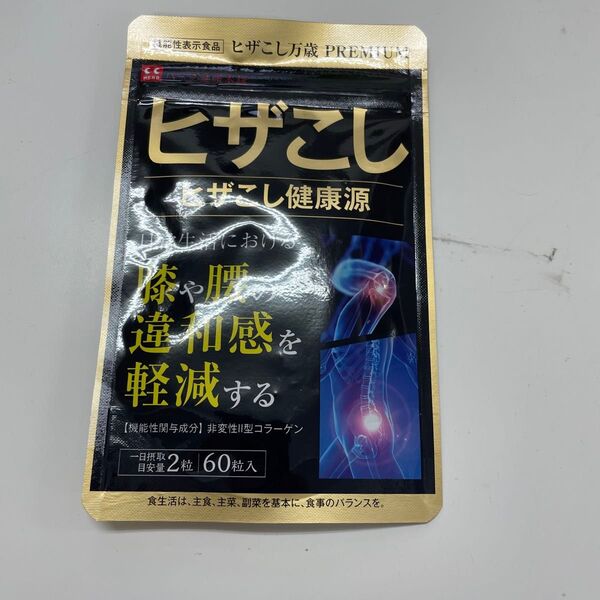 機能性表示食品 ヒザこし万歳 PREMIUM
CC
HERB
ヒザこし
ヒザこし健康源
日常生活における
膝や腰の
違和感を
軽減する
【機能性関与成分】非変性II型コラーゲン
一日摂取
目安量 2粒 60粒入
食生活は、主食、主菜、副菜を基本に、食事のバランスを。